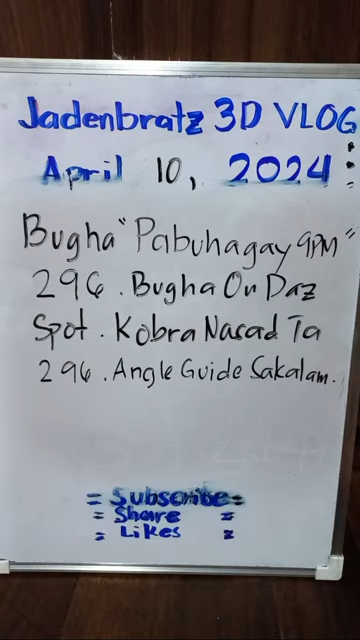 Jadenbratz 3D VLOG
April 10, 2024
Bugha "Pabuhagay 9PM"
296. Bugha On Daz
Spot. Kobra Nasad Ta
296. Angle Guide Sakalam.
= Subscribe =
= Share =
= Likes =